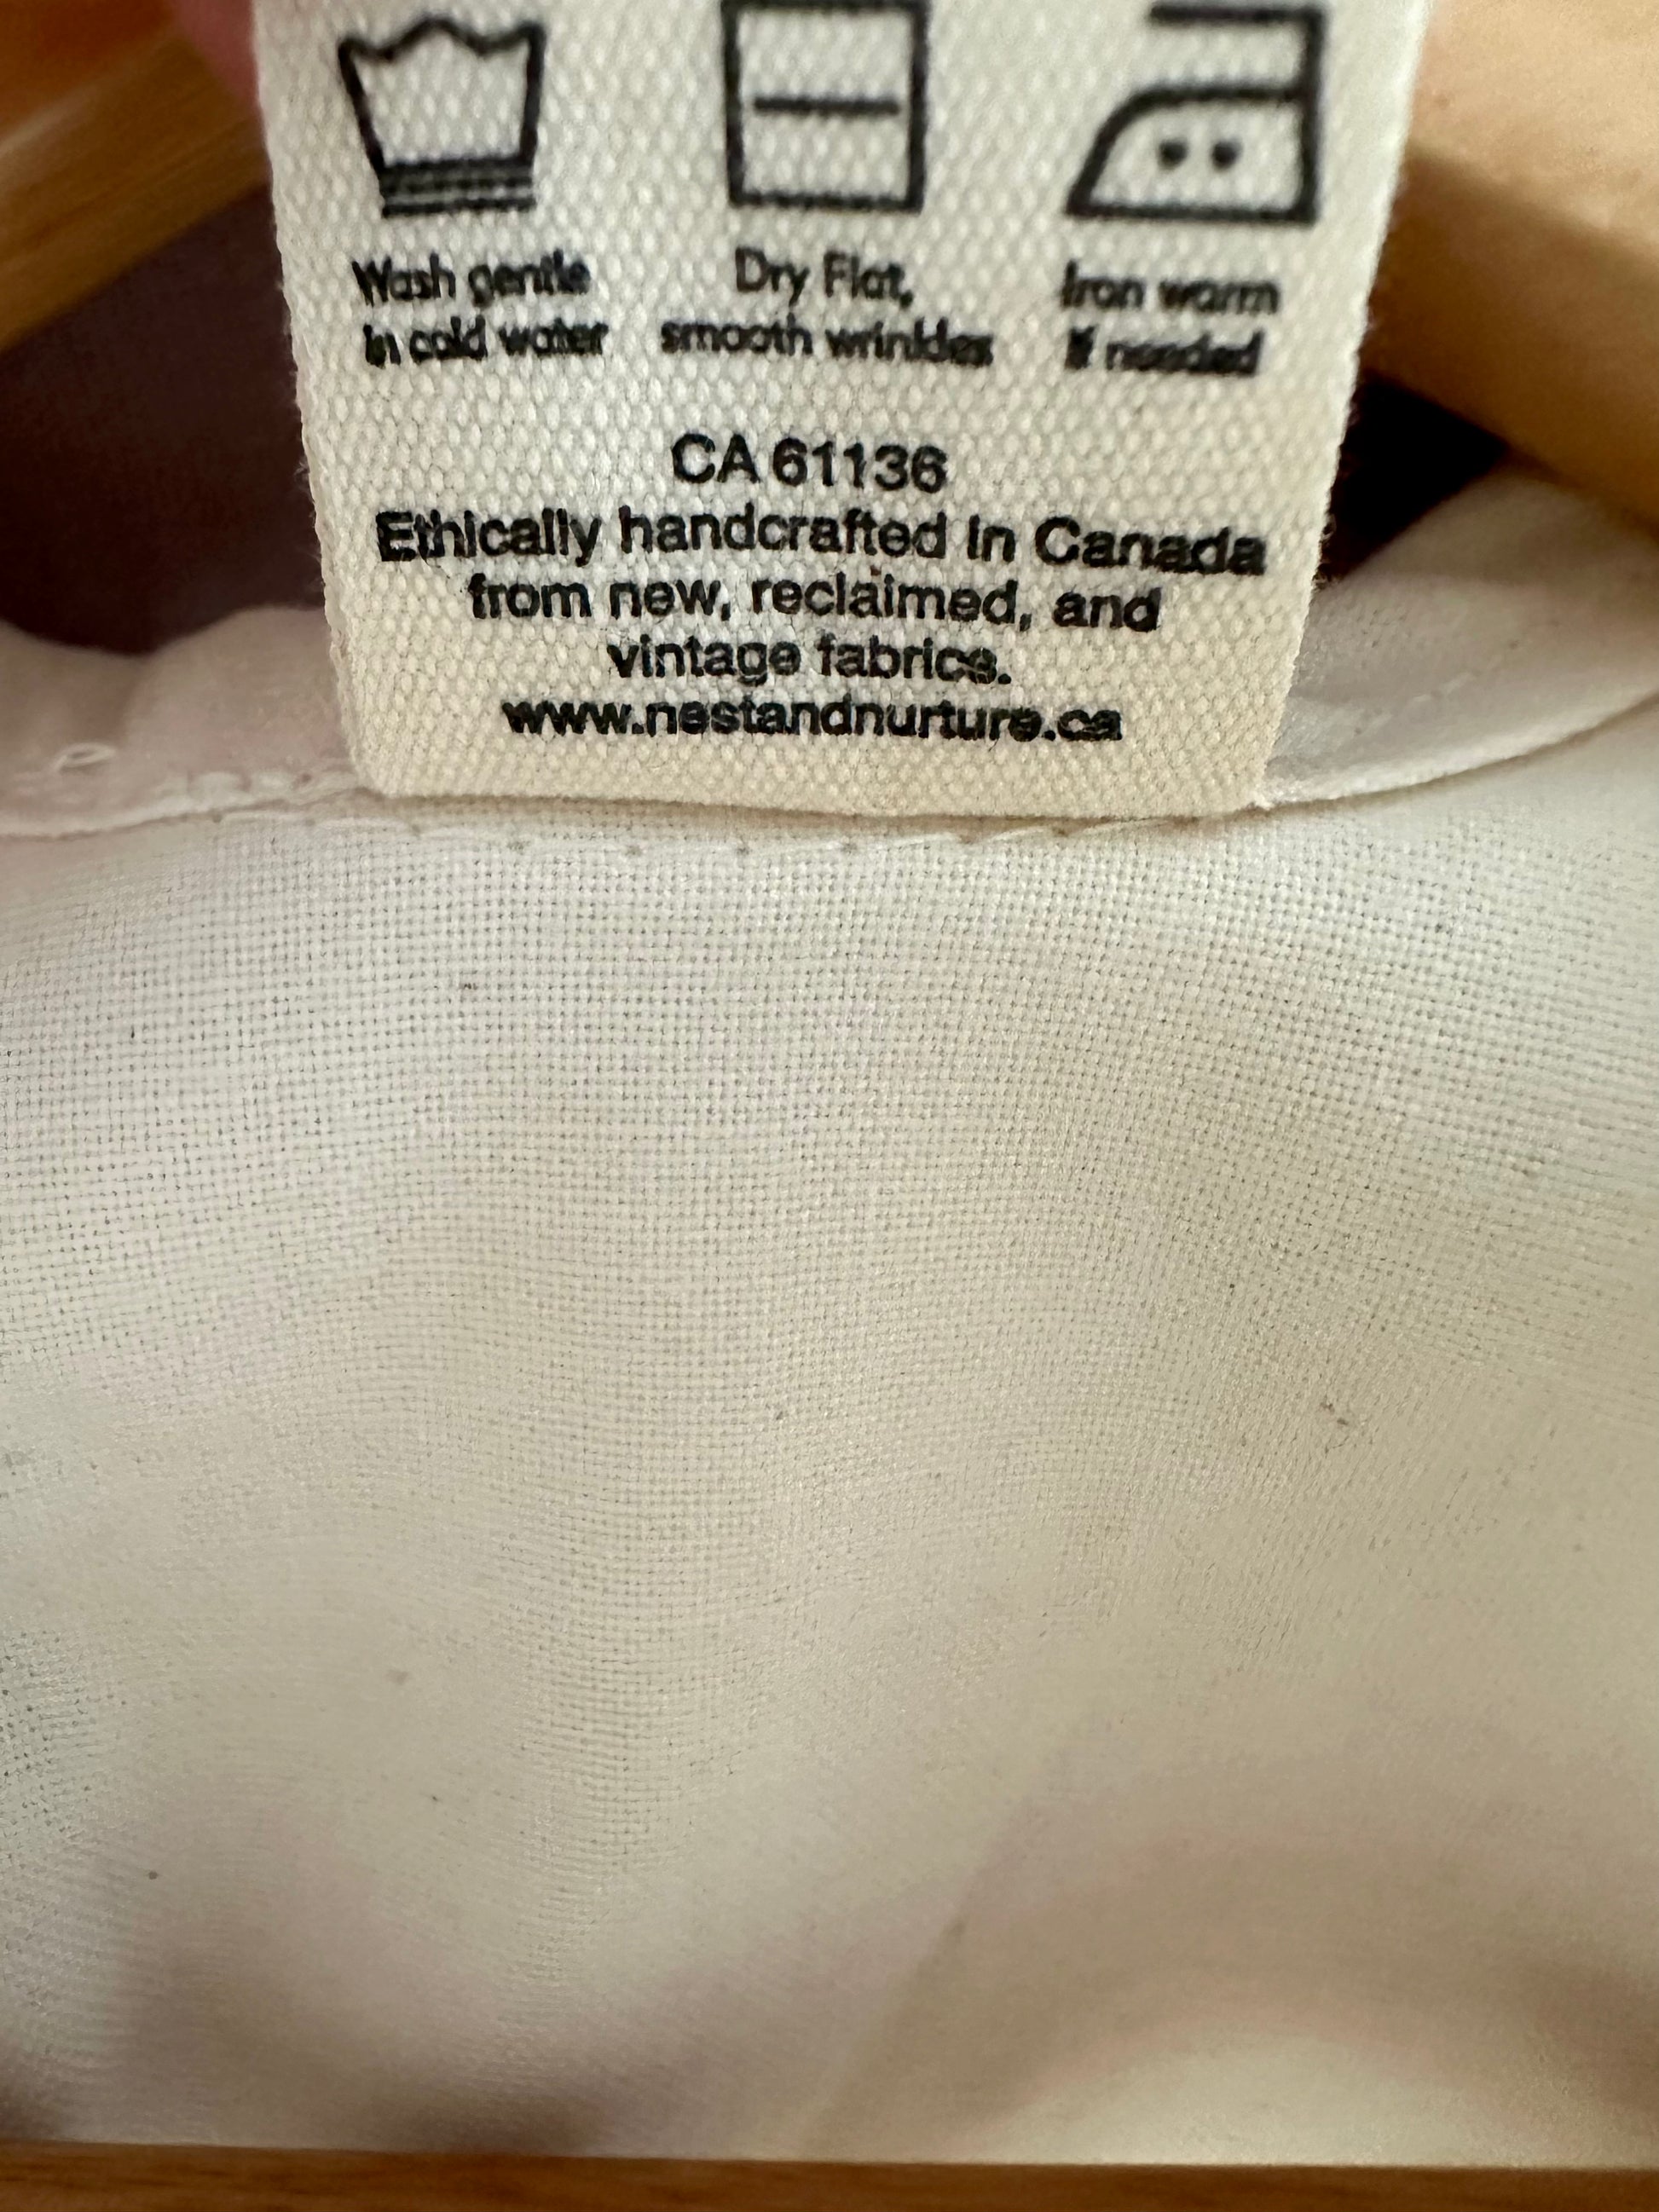 Wash gentle
in cold water
Dry Flat,
smooth wrinkles
Iron warm
if needed
CA 61136
Ethically handcrafted in Canada
from new, reclaimed, and
vintage fabrics.
www.nestandnurture.ca